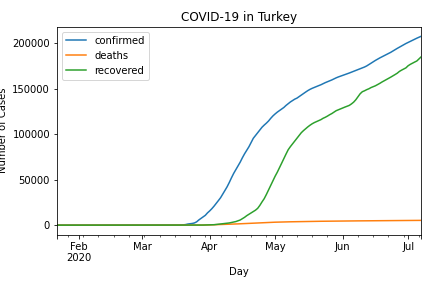 COVID-19 in Turkey
confirmed
deaths
recovered
200000
150000
100000
50000
0
Number of Cases
Feb Mar Apr May Jun Jul
2020
Day